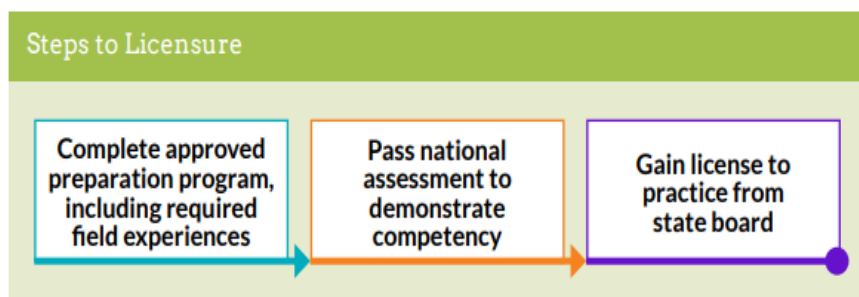 Steps to Licensure
Complete approved
preparation program,
including required
field experiences
Pass national
assessment to
demonstrate
competency
Gain license to
practice from
state board